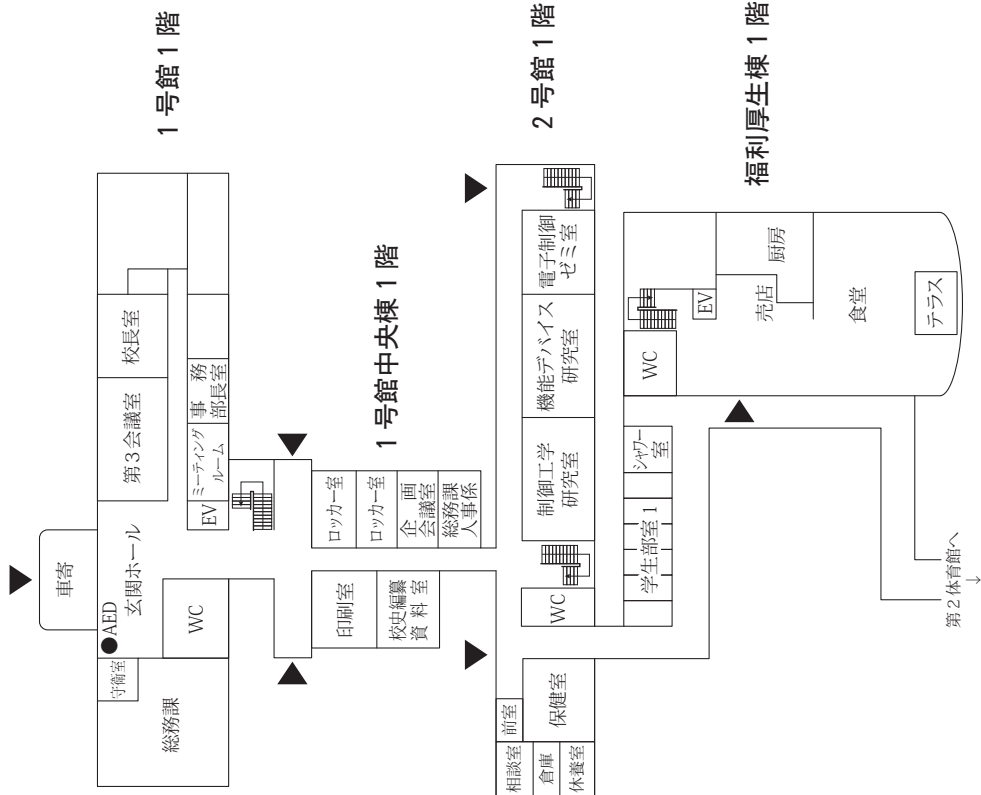 1号館1階
校長室
第3会議室
事務
部長室
ミーティング
ルーム
EV
車寄
玄関ホール
AED
WC
守衛室
総務課
1号館中央棟1階
ロッカー室
ロッカー室
企画
会議室
総務課
人事係
印刷室
校史編纂
資料室
2号館1階
電子制御
ゼミ室
機能デバイス
研究室
制御工学
研究室
WC
前室
保健室
相談室
倉庫
休養室
福利厚生棟1階
厨房
売店
EV
食堂
テラス
WC
シャワー
室
学生部室1
第2体育館へ
↓